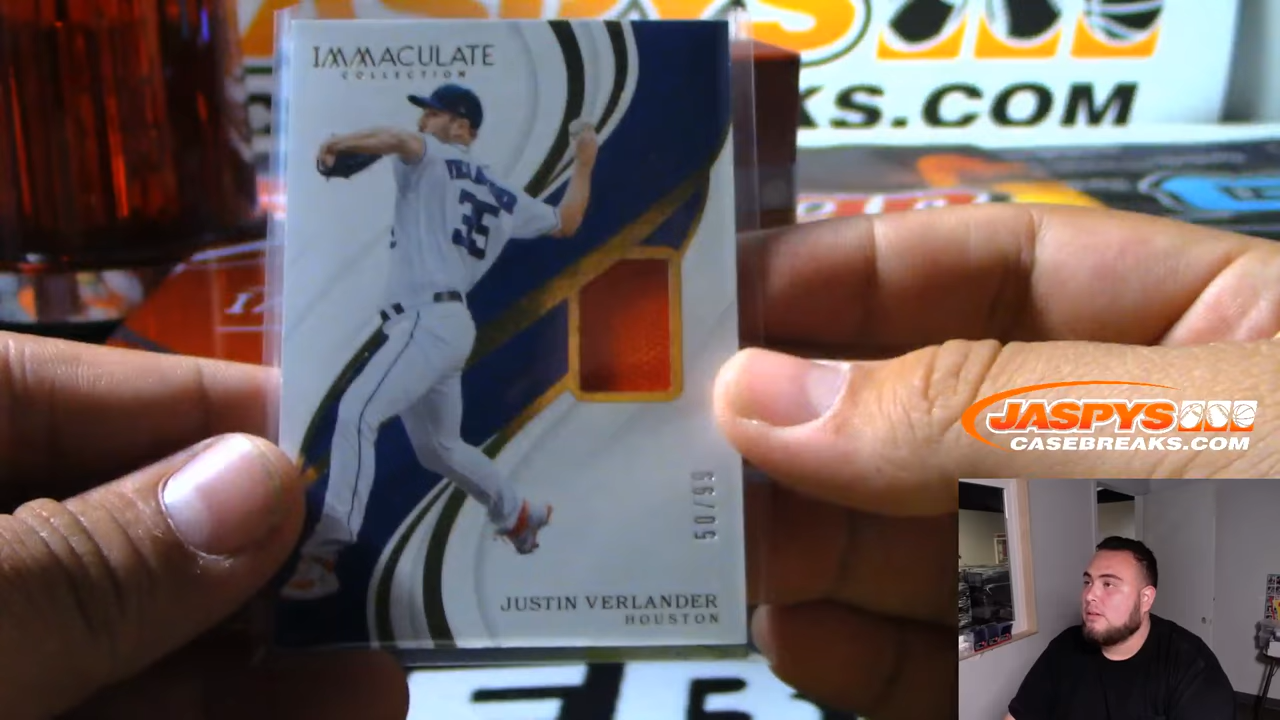 IMMACULATE
COLLECTION
35
50/99
JUSTIN VERLANDER
HOUSTON
KS.COM
JASPYS
CASEBREAKS.COM